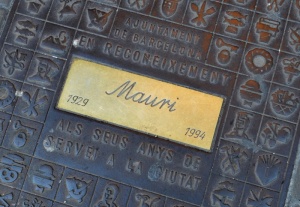 AJUNTAMENT
DE BARCELONA
EN RECONEIXEMENT
Mauri
1929 1994
ALS SEUS ANYS DE
SERVEI A LA CIUTAT